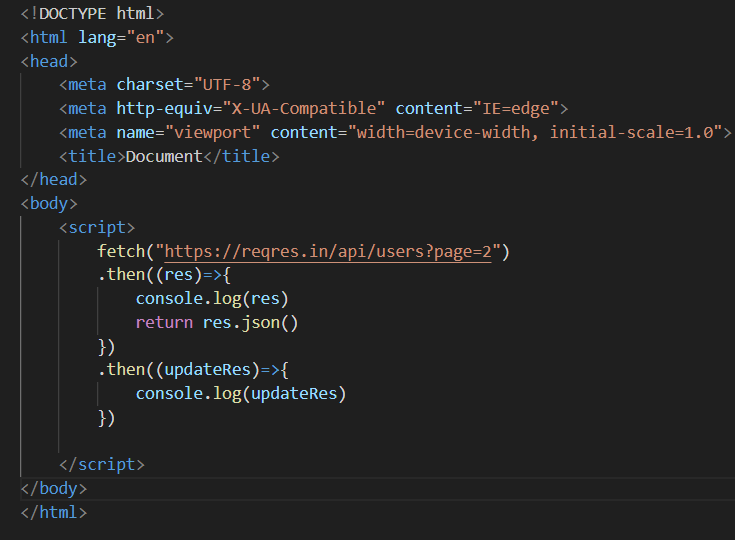 <!DOCTYPE html>
<html lang="en">
<head>
    <meta charset="UTF-8">
    <meta http-equiv="X-UA-Compatible" content="IE=edge">
    <meta name="viewport" content="width=device-width, initial-scale=1.0">
    <title>Document</title>
</head>
<body>
    <script>
        fetch("https://reqres.in/api/users?page=2")
        .then((res)=>{
            console.log(res)
            return res.json()
        })
        .then((updateRes)=>{
            console.log(updateRes)
        })
    </script>
</body>
</html>